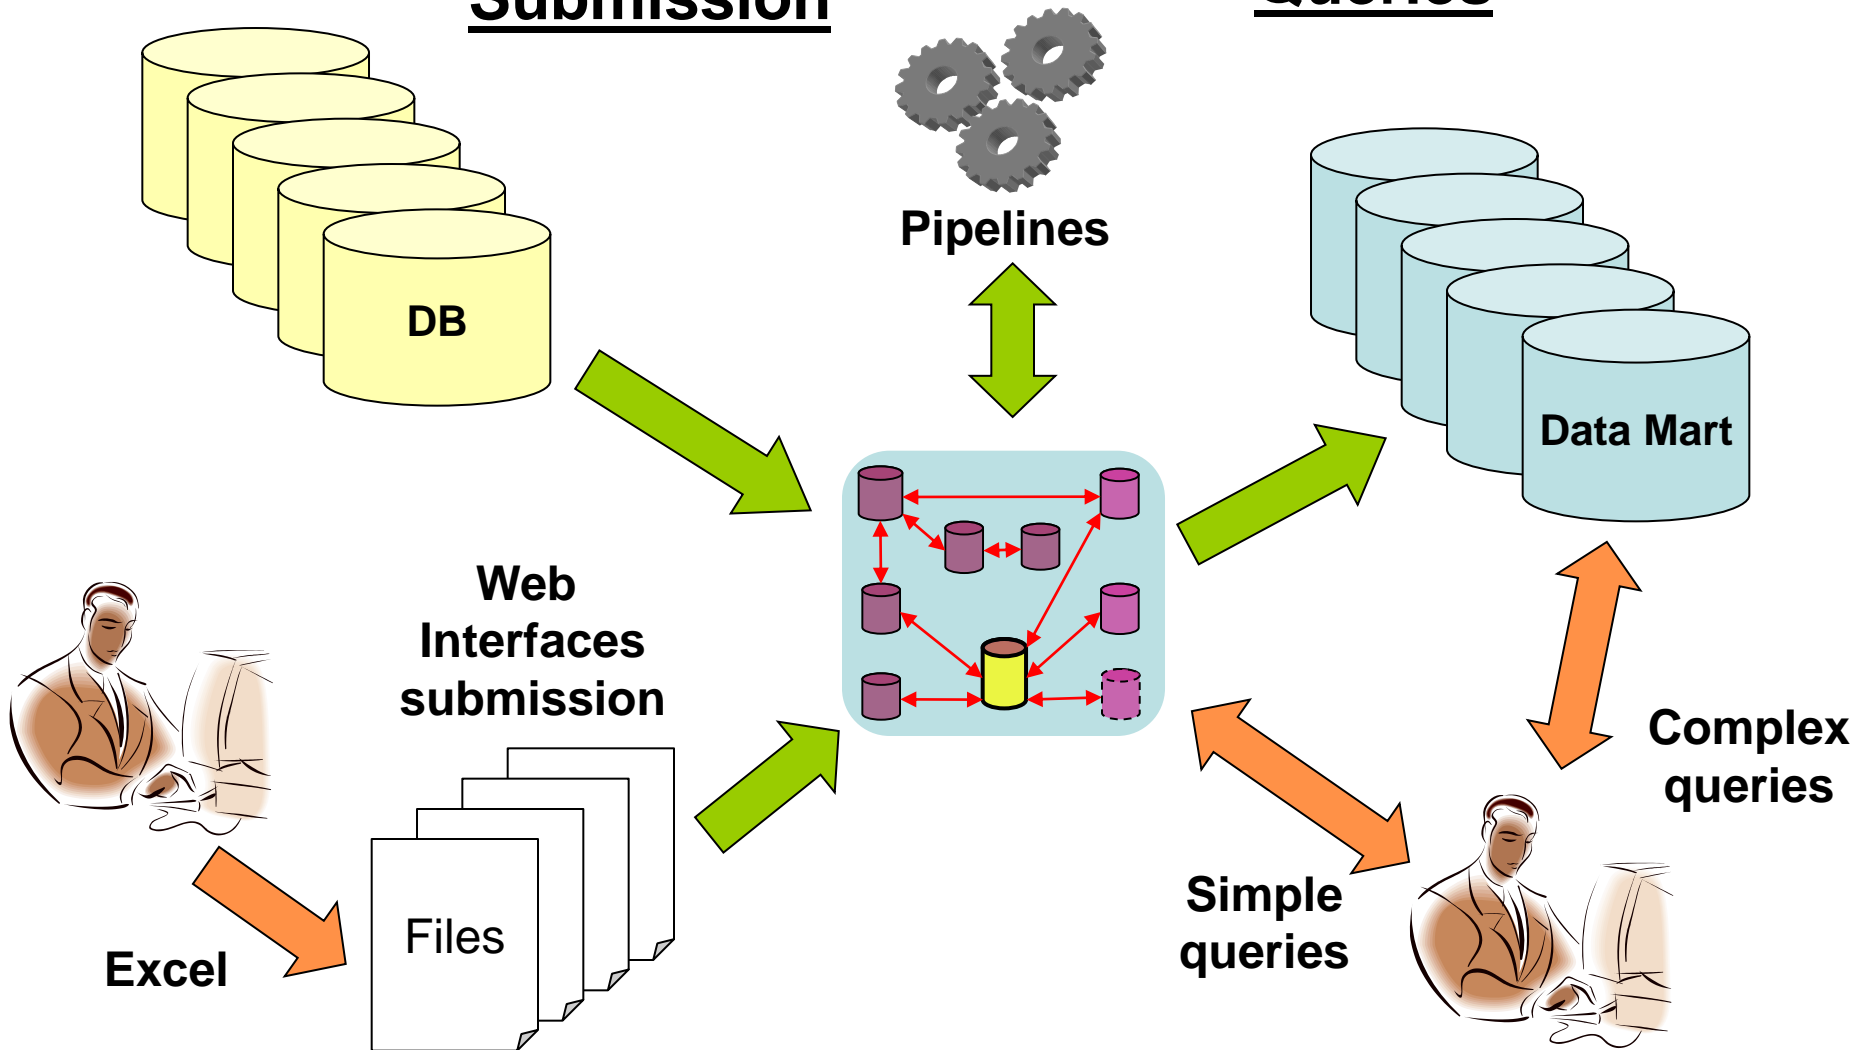 Submission
Queries
Pipelines
DB
Data Mart
Web
Interfaces
submission
Complex
queries
Simple
queries
Files
Excel